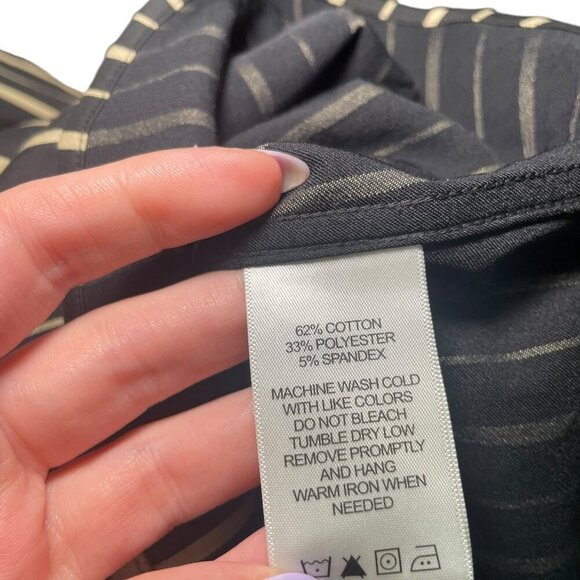 62% COTTON
33% POLYESTER
5% SPANDEX
MACHINE WASH COLD
WITH LIKE COLORS
DO NOT BLEACH
TUMBLE DRY LOW
REMOVE PROMPTLY
AND HANG
WARM IRON WHEN
NEEDED